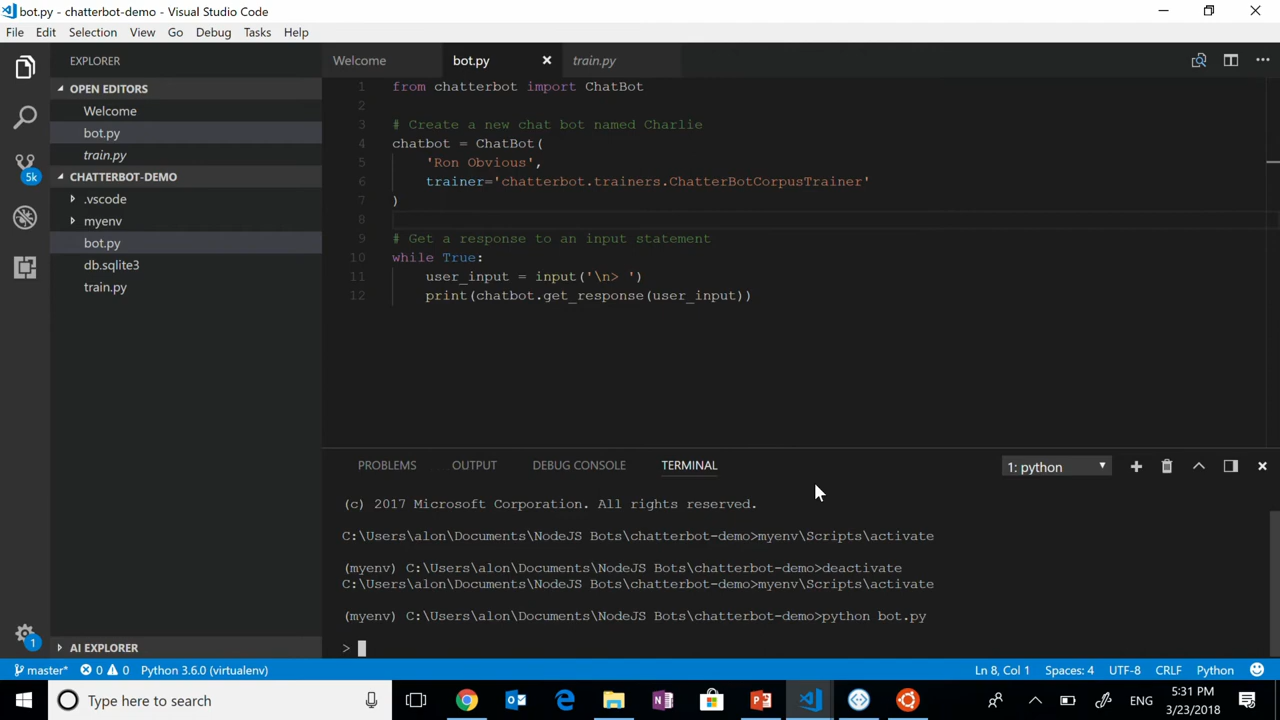 bot.py - chatterbot-demo - Visual Studio Code
File Edit Selection View Go Debug Tasks Help
EXPLORER
OPEN EDITORS
Welcome
bot.py
train.py
CHATTERBOT-DEMO
.vscode
myenv
bot.py
db.sqlite3
train.py
AI EXPLORER
5k
1
Welcome bot.py train.py
1 from chatterbot import ChatBot
2
3 # Create a new chat bot named Charlie
4 chatbot = ChatBot(
5 'Ron Obvious',
6 trainer='chatterbot.trainers.ChatterBotCorpusTrainer'
7 )
8
9 # Get a response to an input statement
10 while True:
11 user_input = input('\n> ')
12 print(chatbot.get_response(user_input))
PROBLEMS OUTPUT DEBUG CONSOLE TERMINAL 1: python
(c) 2017 Microsoft Corporation. All rights reserved.
C:\Users\alon\Documents\NodeJS Bots\chatterbot-demo>myenv\Scripts\activate
(myenv) C:\Users\alon\Documents\NodeJS Bots\chatterbot-demo>deactivate
C:\Users\alon\Documents\NodeJS Bots\chatterbot-demo>myenv\Scripts\activate
(myenv) C:\Users\alon\Documents\NodeJS Bots\chatterbot-demo>python bot.py
>
master* 0 0 Python 3.6.0 (virtualenv) Ln 8, Col 1 Spaces: 4 UTF-8 CRLF Python
Type here to search ENG 5:31 PM
3/23/2018